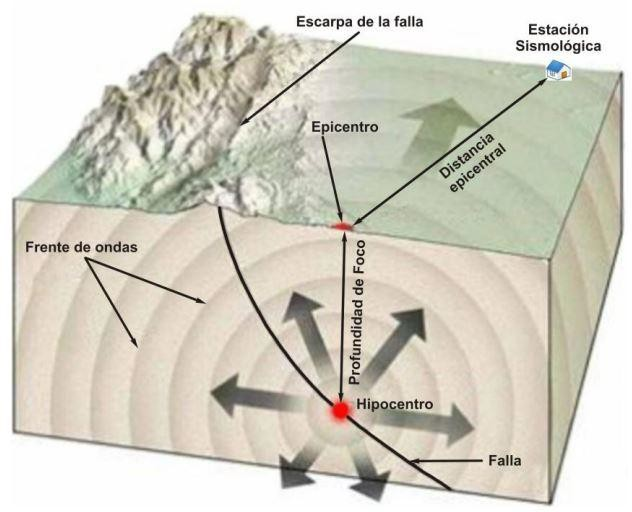 Escarpa de la falla
Estación
Sismológica
Epicentro
Distancia
epicentral
Frente de ondas
Profundidad de Foco
Hipocentro
Falla